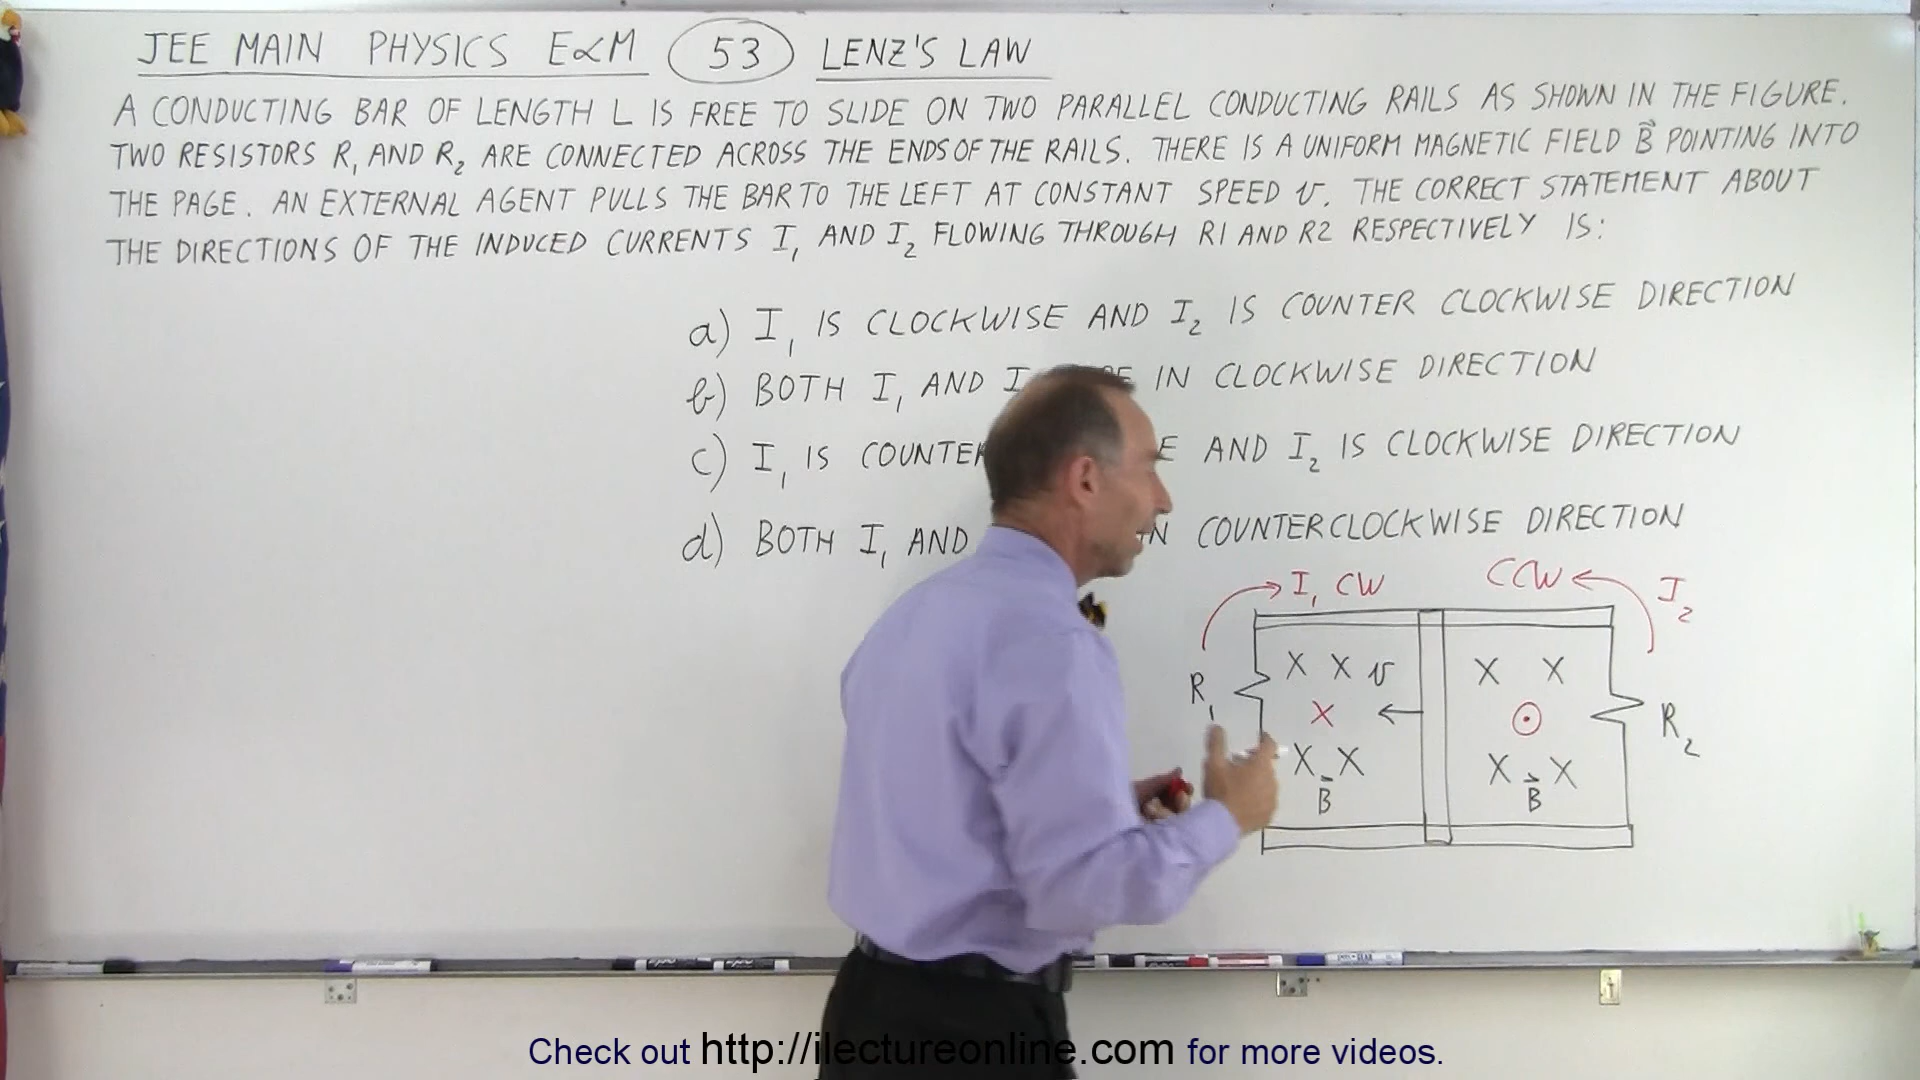 JEE MAIN PHYSICS E&M 53 LENZ'S LAW
A CONDUCTING BAR OF LENGTH L IS FREE TO SLIDE ON TWO PARALLEL CONDUCTING RAILS AS SHOWN IN THE FIGURE.
TWO RESISTORS R₁ AND R₂ ARE CONNECTED ACROSS THE ENDS OF THE RAILS. THERE IS A UNIFORM MAGNETIC FIELD B⃗ POINTING INTO
THE PAGE. AN EXTERNAL AGENT PULLS THE BAR TO THE LEFT AT CONSTANT SPEED v. THE CORRECT STATEMENT ABOUT
THE DIRECTIONS OF THE INDUCED CURRENTS I₁ AND I₂ FLOWING THROUGH R1 AND R2 RESPECTIVELY IS:
a) I₁ IS CLOCKWISE AND I₂ IS COUNTER CLOCKWISE DIRECTION
b) BOTH I₁ AND I IN CLOCKWISE DIRECTION
c) I₁ IS COUNTER AND I₂ IS CLOCKWISE DIRECTION
d) BOTH I₁ AND IN COUNTERCLOCKWISE DIRECTION
I₁ CW CCW I₂
X X v X X
R₁ X R₂
X X X X
B⃗ B⃗
Check out http://ilectureonline.com for more videos.